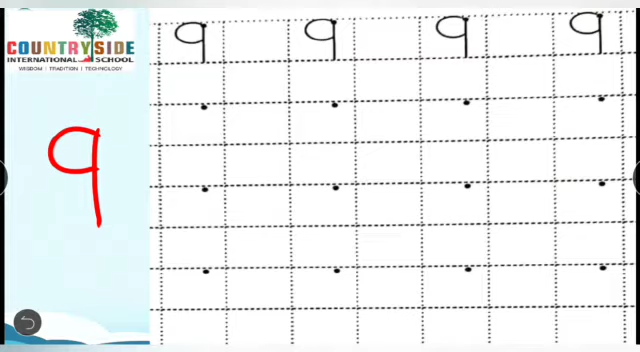 COUNTRYSIDE
INTERNATIONAL SCHOOL
WISDOM | TRADITION | TECHNOLOGY
9 9 9 9
9